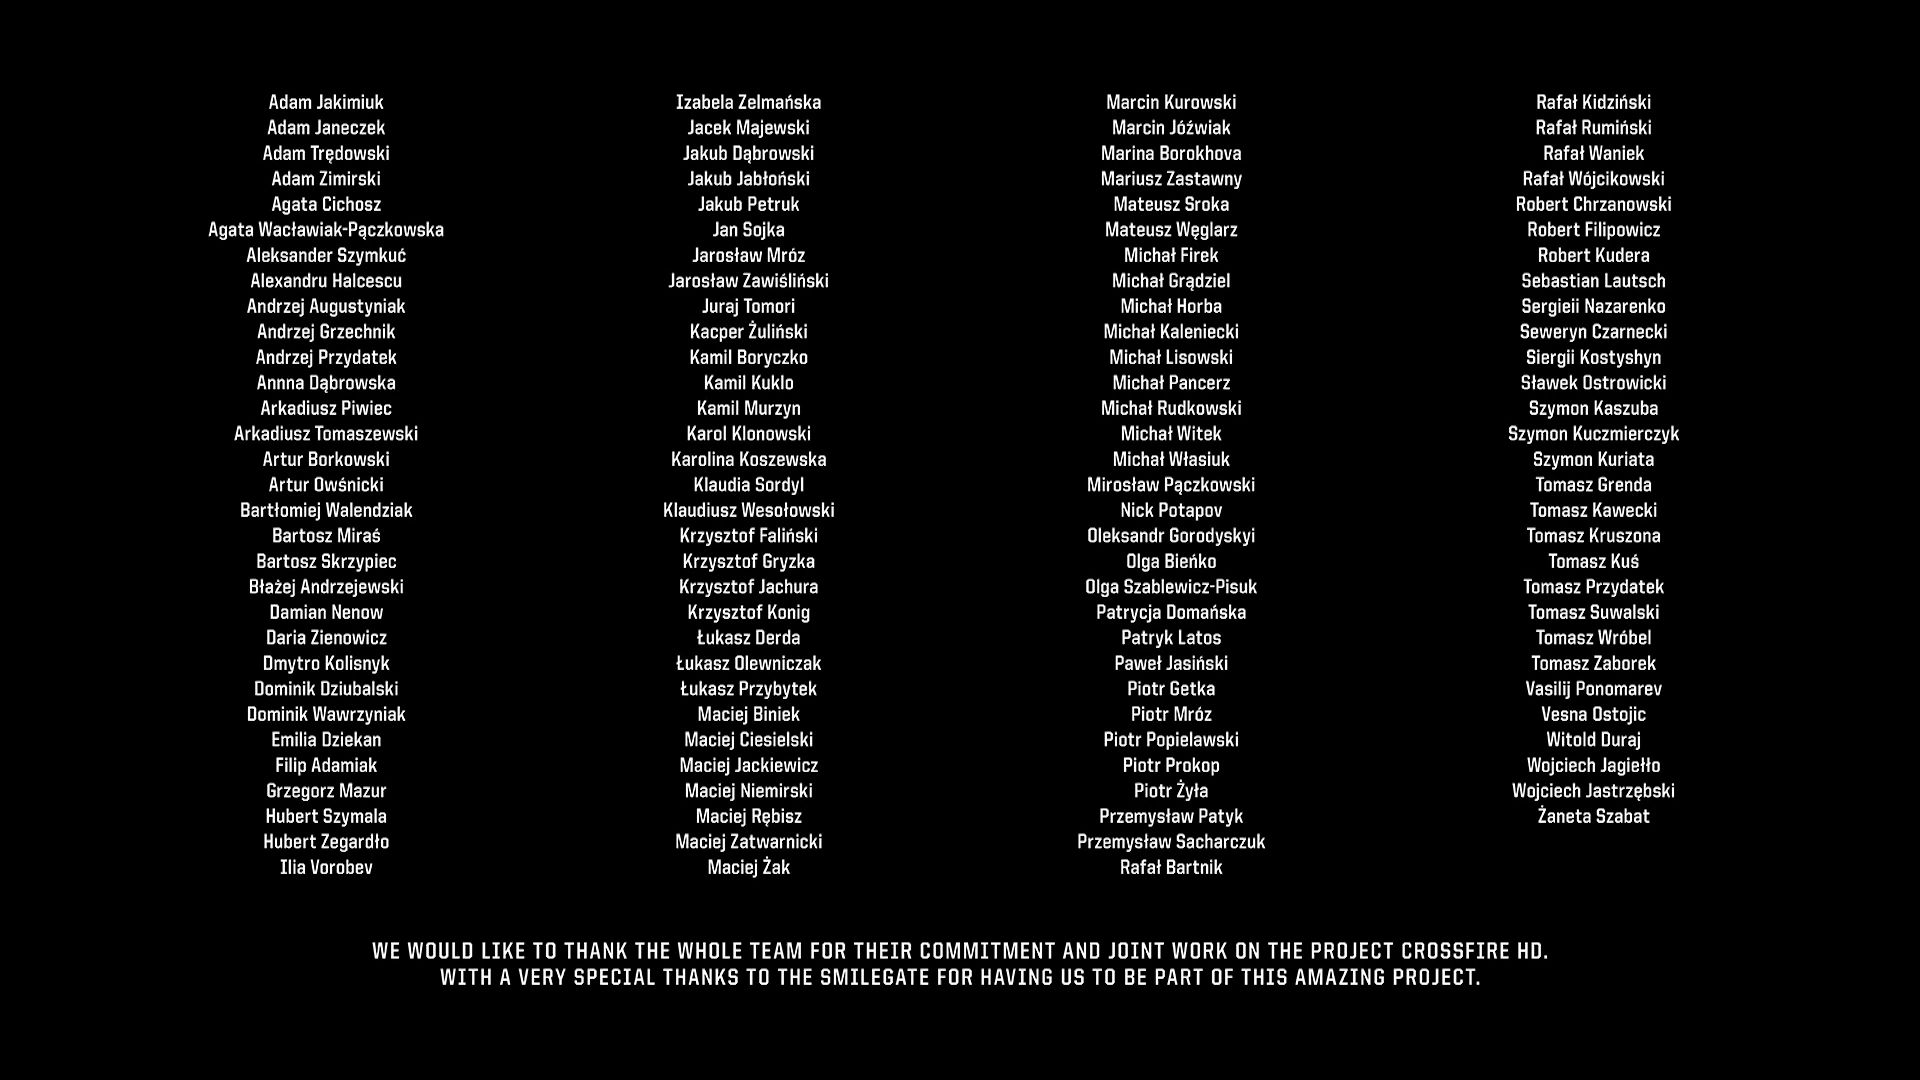 Adam Jakimiuk
Adam Janeczek
Adam Trędowski
Adam Zimirski
Agata Cichosz
Agata Wacławiak-Pączkowska
Aleksander Szymkuć
Alexandru Halcescu
Andrzej Augustyniak
Andrzej Grzechnik
Andrzej Przydatek
Annna Dąbrowska
Arkadiusz Piwiec
Arkadiusz Tomaszewski
Artur Borkowski
Artur Owśnicki
Bartłomiej Walendziak
Bartosz Miraś
Bartosz Skrzypiec
Błażej Andrzejewski
Damian Nenow
Daria Zienowicz
Dmytro Kolisnyk
Dominik Dziubalski
Dominik Wawrzyniak
Emilia Dziekan
Filip Adamiak
Grzegorz Mazur
Hubert Szymala
Hubert Zegardło
Ilia Vorobev
Izabela Zelmańska
Jacek Majewski
Jakub Dąbrowski
Jakub Jabłoński
Jakub Petruk
Jan Sojka
Jarosław Mróz
Jarosław Zawiśliński
Juraj Tomori
Kacper Żuliński
Kamil Boryczko
Kamil Kuklo
Kamil Murzyn
Karol Klonowski
Karolina Koszewska
Klaudia Sordyl
Klaudiusz Wesołowski
Krzysztof Faliński
Krzysztof Gryzka
Krzysztof Jachura
Krzysztof Konig
Łukasz Derda
Łukasz Olewniczak
Łukasz Przybytek
Maciej Biniek
Maciej Ciesielski
Maciej Jackiewicz
Maciej Niemirski
Maciej Rębisz
Maciej Zatwarnicki
Maciej Żak
Marcin Kurowski
Marcin Jóźwiak
Marina Borokhova
Mariusz Zastawny
Mateusz Sroka
Mateusz Węglarz
Michał Firek
Michał Grądziel
Michał Horba
Michał Kaleniecki
Michał Lisowski
Michał Pancerz
Michał Rudkowski
Michał Witek
Michał Własiuk
Mirosław Pączkowski
Nick Potapov
Oleksandr Gorodyskyi
Olga Bieńko
Olga Szablewicz-Pisuk
Patrycja Domańska
Patryk Latos
Paweł Jasiński
Piotr Getka
Piotr Mróz
Piotr Popielawski
Piotr Prokop
Piotr Żyła
Przemysław Patyk
Przemysław Sacharczuk
Rafał Bartnik
Rafał Kidziński
Rafał Rumiński
Rafał Waniek
Rafał Wójcikowski
Robert Chrzanowski
Robert Filipowicz
Robert Kudera
Sebastian Lautsch
Sergieii Nazarenko
Seweryn Czarnecki
Siergii Kostyshyn
Sławek Ostrowicki
Szymon Kaszuba
Szymon Kuczmierczyk
Szymon Kuriata
Tomasz Grenda
Tomasz Kawecki
Tomasz Kruszona
Tomasz Kuś
Tomasz Przydatek
Tomasz Suwalski
Tomasz Wróbel
Tomasz Zaborek
Vasilij Ponomarev
Vesna Ostojic
Witold Duraj
Wojciech Jagiełło
Wojciech Jastrzębski
Żaneta Szabat
WE WOULD LIKE TO THANK THE WHOLE TEAM FOR THEIR COMMITMENT AND JOINT WORK ON THE PROJECT CROSSFIRE HD.
WITH A VERY SPECIAL THANKS TO THE SMILEGATE FOR HAVING US TO BE PART OF THIS AMAZING PROJECT.